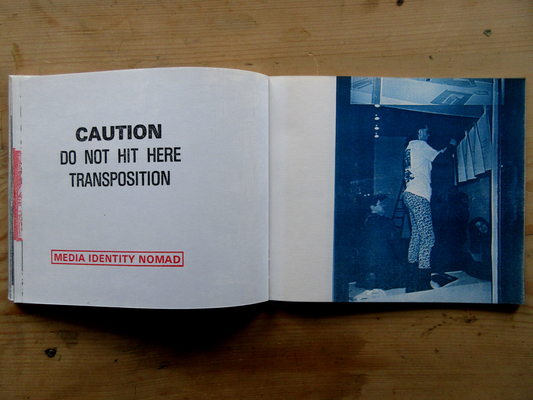 CAUTION
DO NOT HIT HERE
TRANSPOSITION
MEDIA IDENTITY NOMAD